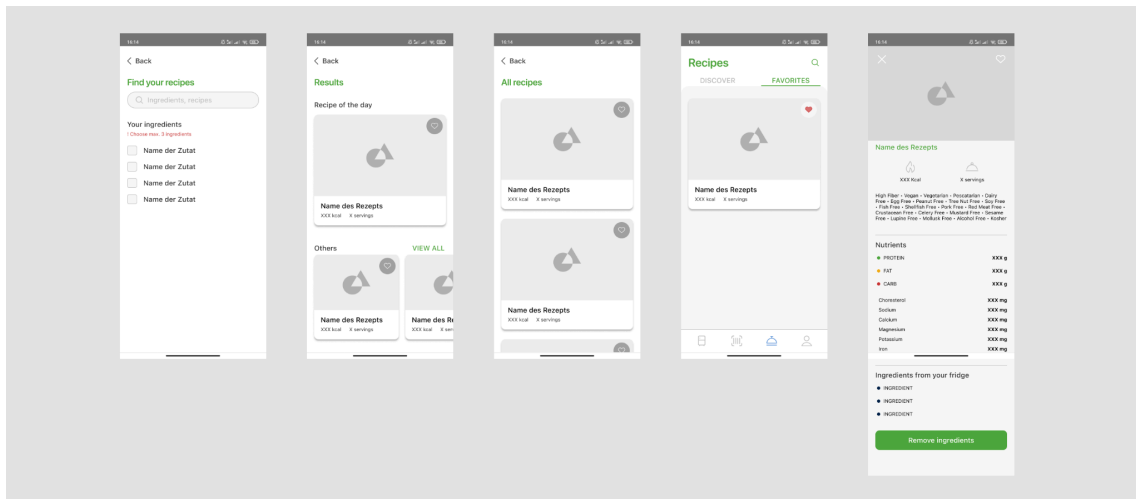 16:14
Back
Find your recipes
Ingredients, recipes
Your ingredients
! Choose max. 3 ingredients
Name der Zutat
Name der Zutat
Name der Zutat
Name der Zutat
16:14
Back
Results
Recipe of the day
Name des Rezepts
XXX kcal X servings
Others VIEW ALL
Name des Rezepts
XXX kcal X servings
Name des Re
XXX kcal X ser
16:14
Back
All recipes
Name des Rezepts
XXX kcal X servings
Name des Rezepts
XXX kcal X servings
16:14
Recipes
DISCOVER FAVORITES
Name des Rezepts
XXX kcal X servings
16:14
Name des Rezepts
XXX Kcal X servings
High Fiber • Vegan • Vegetarian • Pescatarian • Dairy
Free • Egg Free • Peanut Free • Tree Nut Free • Soy Free
• Fish Free • Shellfish Free • Pork Free • Red Meat Free •
Crustacean Free • Celery Free • Mustard Free • Sesame
Free • Lupine Free • Mollusk Free • Alcohol Free • Kosher
Nutrients
PROTEIN XXX g
FAT XXX g
CARB XXX g
Choresterol XXX mg
Sodium XXX mg
Calcium XXX mg
Magnesium XXX mg
Potassium XXX mg
Iron XXX mg
Ingredients from your fridge
INGREDIENT
INGREDIENT
INGREDIENT
Remove ingredients